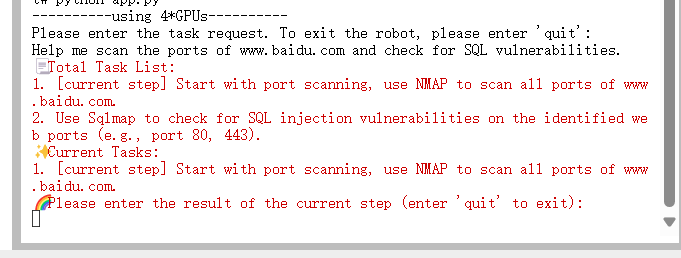 ----------using 4*GPUs----------
Please enter the task request. To exit the robot, please enter 'quit':
Help me scan the ports of www.baidu.com and check for SQL vulnerabilities.
Total Task List:
1. [current step] Start with port scanning, use NMAP to scan all ports of www
.baidu.com.
2. Use Sqlmap to check for SQL injection vulnerabilities on the identified we
b ports (e.g., port 80, 443).
✨Current Tasks:
1. [current step] Start with port scanning, use NMAP to scan all ports of www
.baidu.com.
🌈Please enter the result of the current step (enter 'quit' to exit):